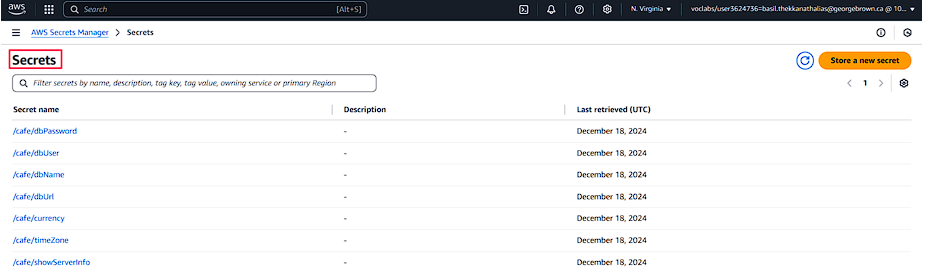 aws Search [Alt+S] N. Virginia voclabs/user3624736=basil.thekkanathalias@georgebrown.ca @ 10...
AWS Secrets Manager > Secrets
Secrets Store a new secret
Filter secrets by name, description, tag key, tag value, owning service or primary Region 1
Secret name Description Last retrieved (UTC)
/cafe/dbPassword - December 18, 2024
/cafe/dbUser - December 18, 2024
/cafe/dbName - December 18, 2024
/cafe/dbUrl - December 18, 2024
/cafe/currency - December 18, 2024
/cafe/timeZone - December 18, 2024
/cafe/showServerInfo - December 18, 2024